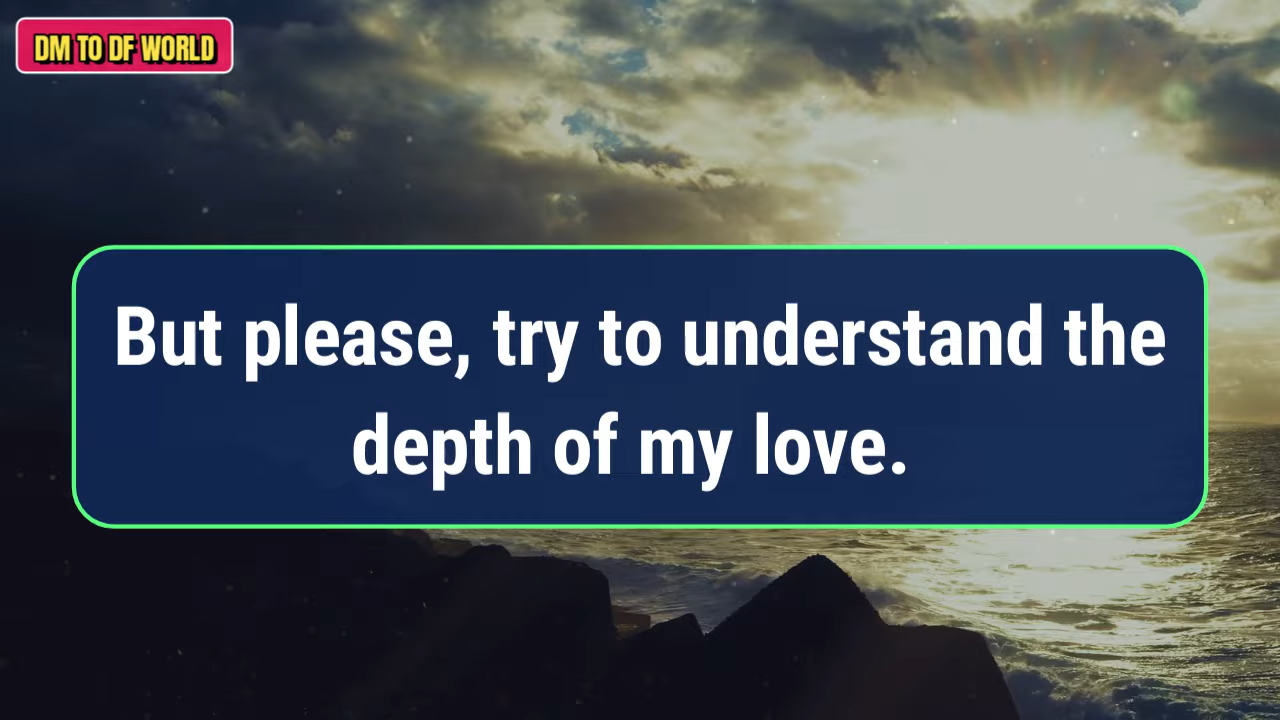 DM TO DF WORLD
But please, try to understand the
depth of my love.